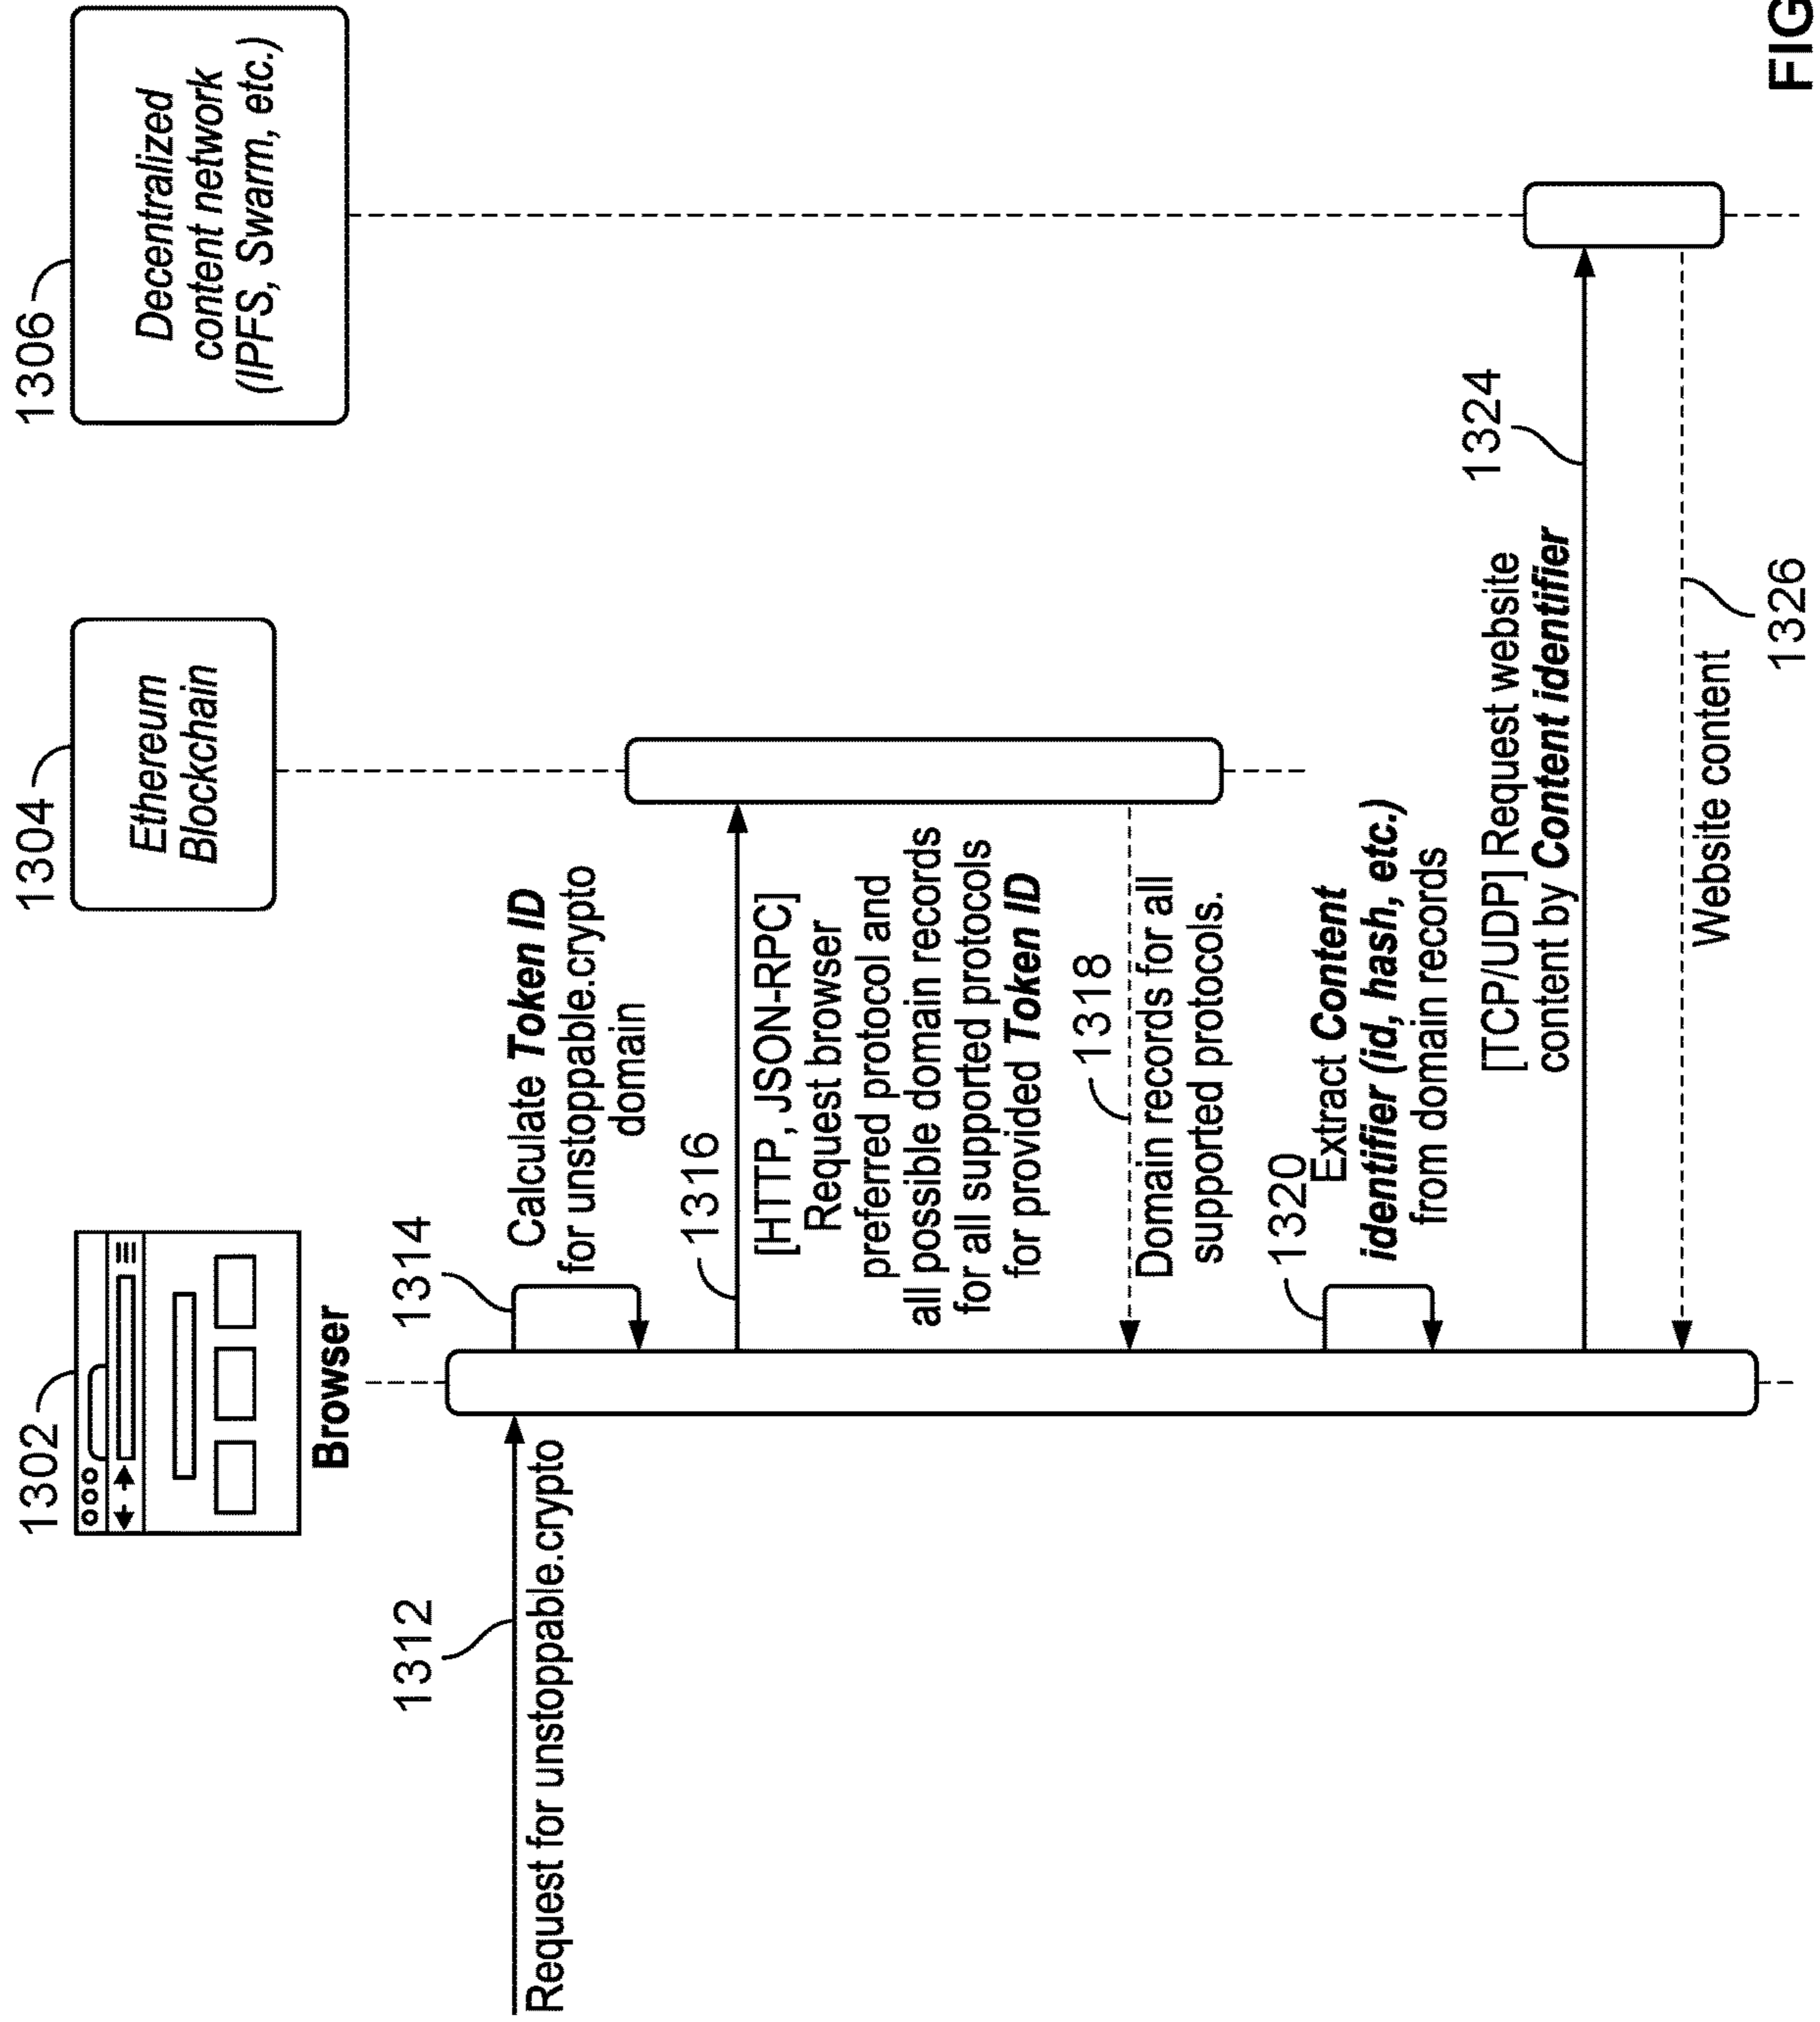 1302
Browser
1304
Ethereum
Blockchain
1306
Decentralized
content network
(IPFS, Swarm, etc.)
1312
Request for unstoppable.crypto
1314
Calculate Token ID
for unstoppable.crypto
domain
1316
[HTTP, JSON-RPC]
Request browser
preferred protocol and
all possible domain records
for all supported protocols
for provided Token ID
1318
Domain records for all
supported protocols.
1320
Extract Content
identifier (id, hash, etc.)
from domain records
1324
[TCP/UDP] Request website
content by Content identifier
Website content
1326
FIG